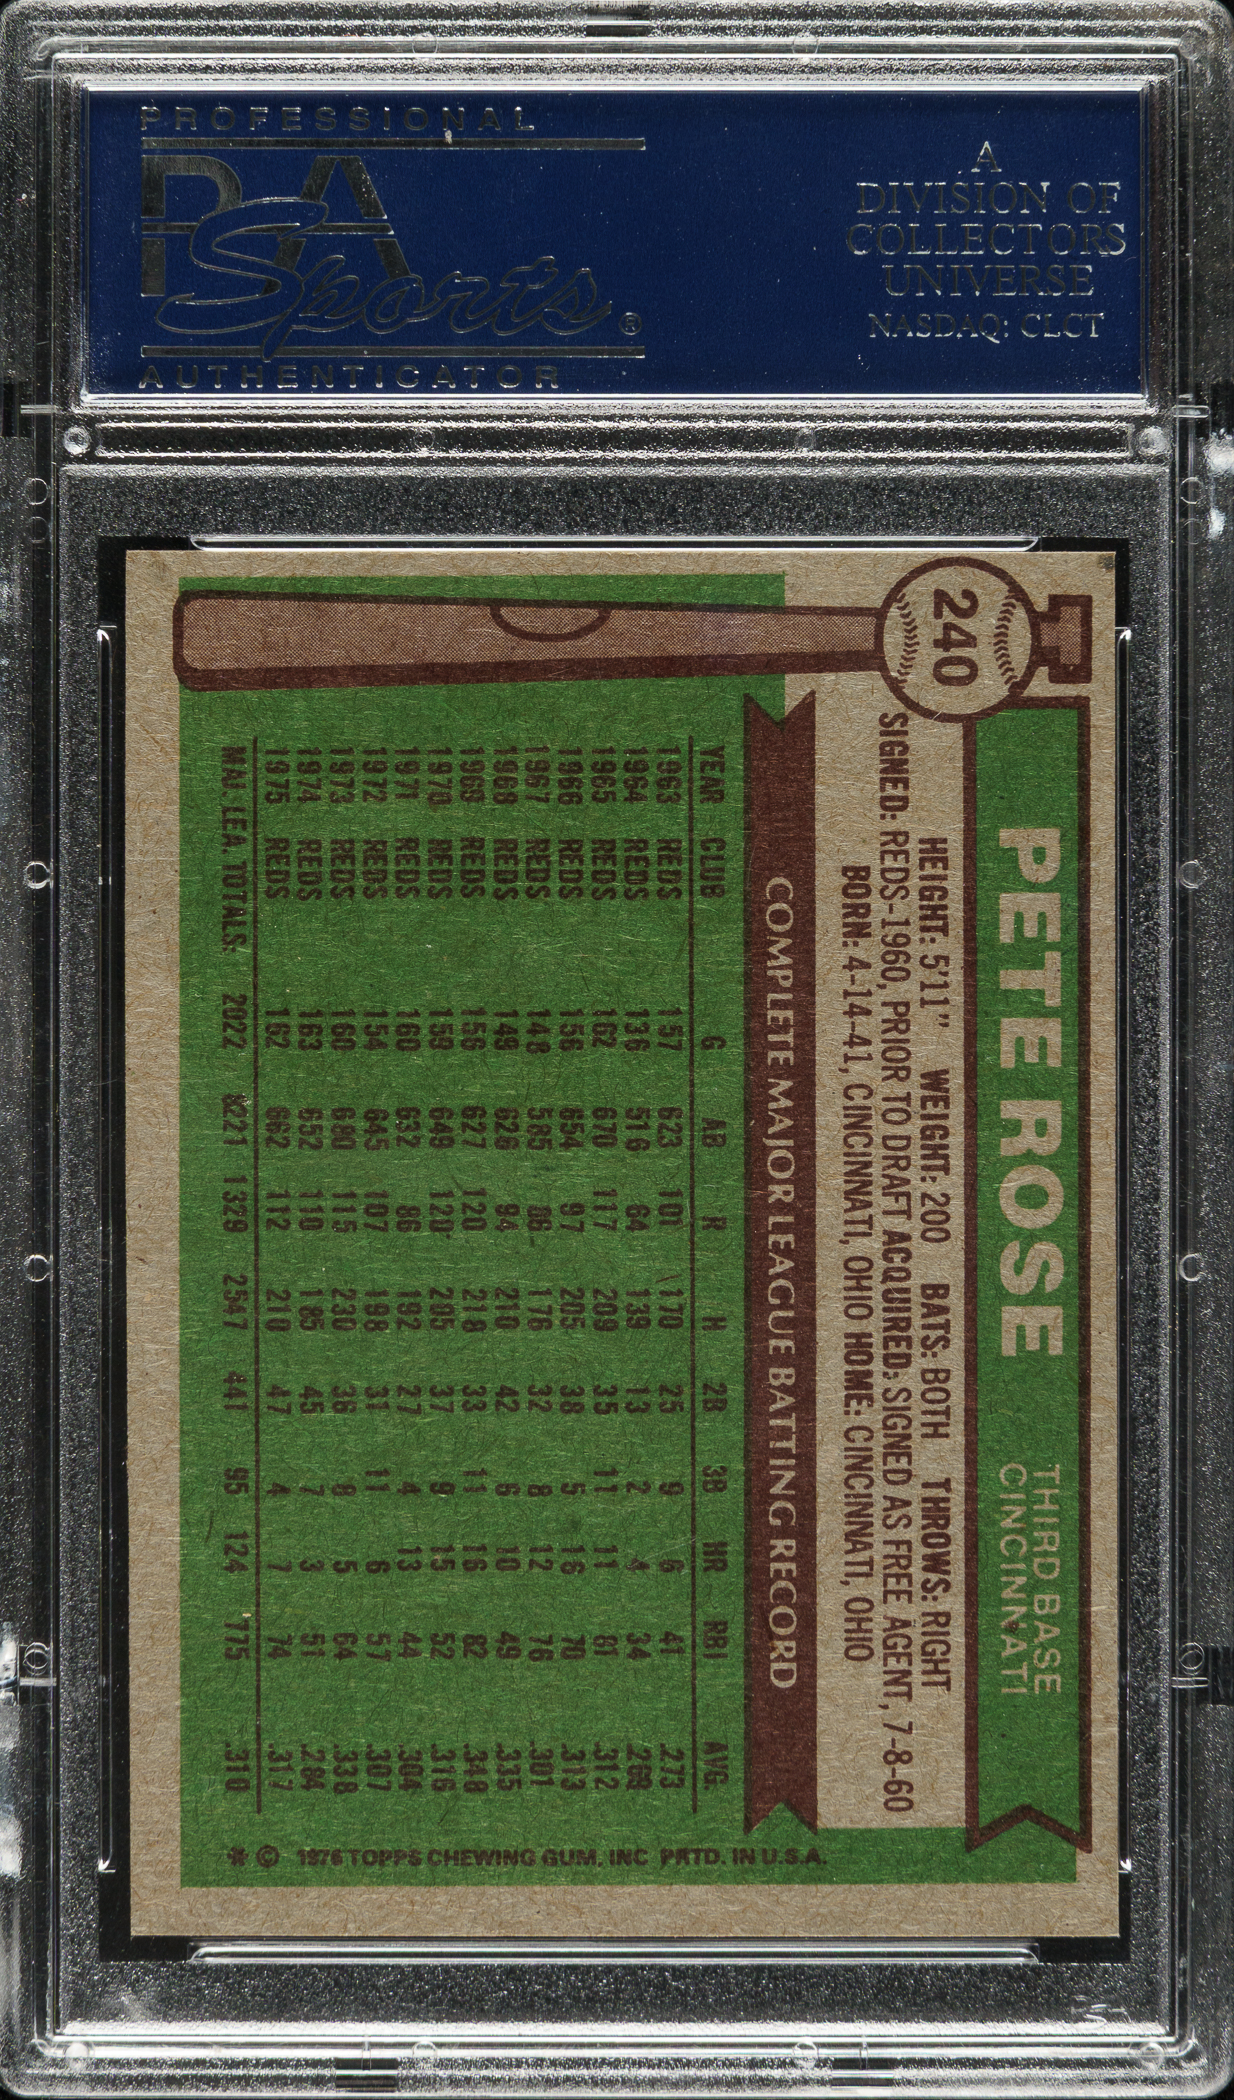 PROFESSIONAL
PSA
Sports®
AUTHENTICATOR
A
DIVISION OF
COLLECTORS
UNIVERSE
NASDAQ: CLCT
240
PETE ROSE
THIRD BASE
CINCINNATI
HEIGHT: 5'11" WEIGHT: 200 BATS: BOTH THROWS: RIGHT
SIGNED: REDS-1960, PRIOR TO DRAFT ACQUIRED: SIGNED AS FREE AGENT, 7-8-60
BORN: 4-14-41, CINCINNATI, OHIO HOME: CINCINNATI, OHIO
COMPLETE MAJOR LEAGUE BATTING RECORD
YEAR CLUB G AB R H 2B 3B HR RBI AVG.
1963 REDS 157 623 101 170 25 9 6 41 .273
1964 REDS 136 516 64 139 13 2 4 34 .269
1965 REDS 162 670 117 209 35 11 11 81 .312
1966 REDS 156 654 97 205 38 5 16 70 .313
1967 REDS 148 585 86 176 32 8 12 76 .301
1968 REDS 149 626 94 210 42 6 10 49 .335
1969 REDS 156 627 120 218 33 11 16 82 .348
1970 REDS 159 649 120 205 37 9 15 52 .316
1971 REDS 160 632 86 192 27 4 13 44 .304
1972 REDS 154 645 107 198 31 11 6 57 .307
1973 REDS 160 680 115 230 36 8 5 64 .338
1974 REDS 163 652 110 185 45 7 3 51 .284
1975 REDS 162 662 112 210 47 4 7 74 .317
MAJ. LEA. TOTALS: 2022 8221 1329 2547 441 95 124 775 .310
* © 1976 TOPPS CHEWING GUM, INC PRTD. IN U.S.A.